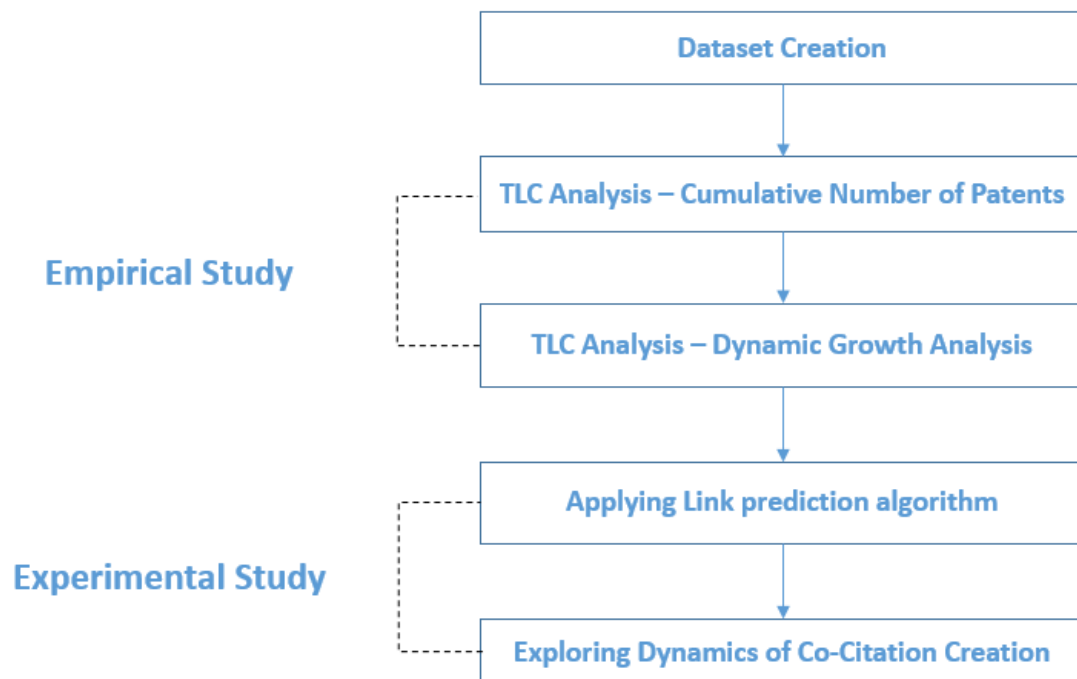 Dataset Creation
TLC Analysis – Cumulative Number of Patents
Empirical Study
TLC Analysis – Dynamic Growth Analysis
Applying Link prediction algorithm
Experimental Study
Exploring Dynamics of Co-Citation Creation